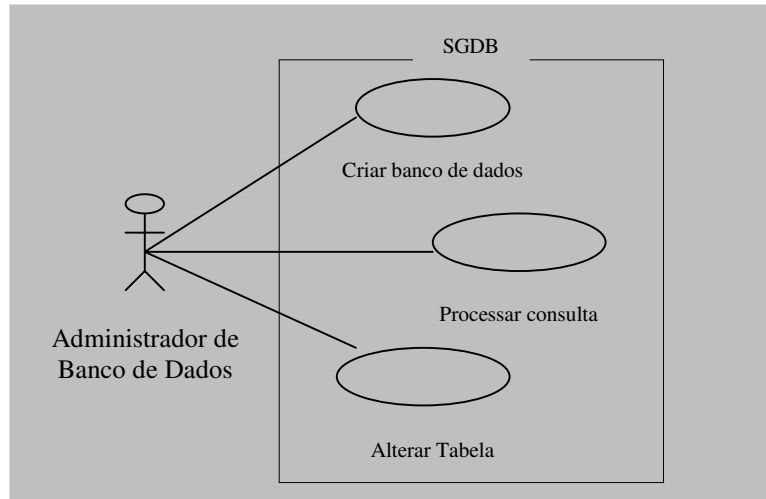 SGDB
Criar banco de dados
Processar consulta
Administrador de
Banco de Dados
Alterar Tabela